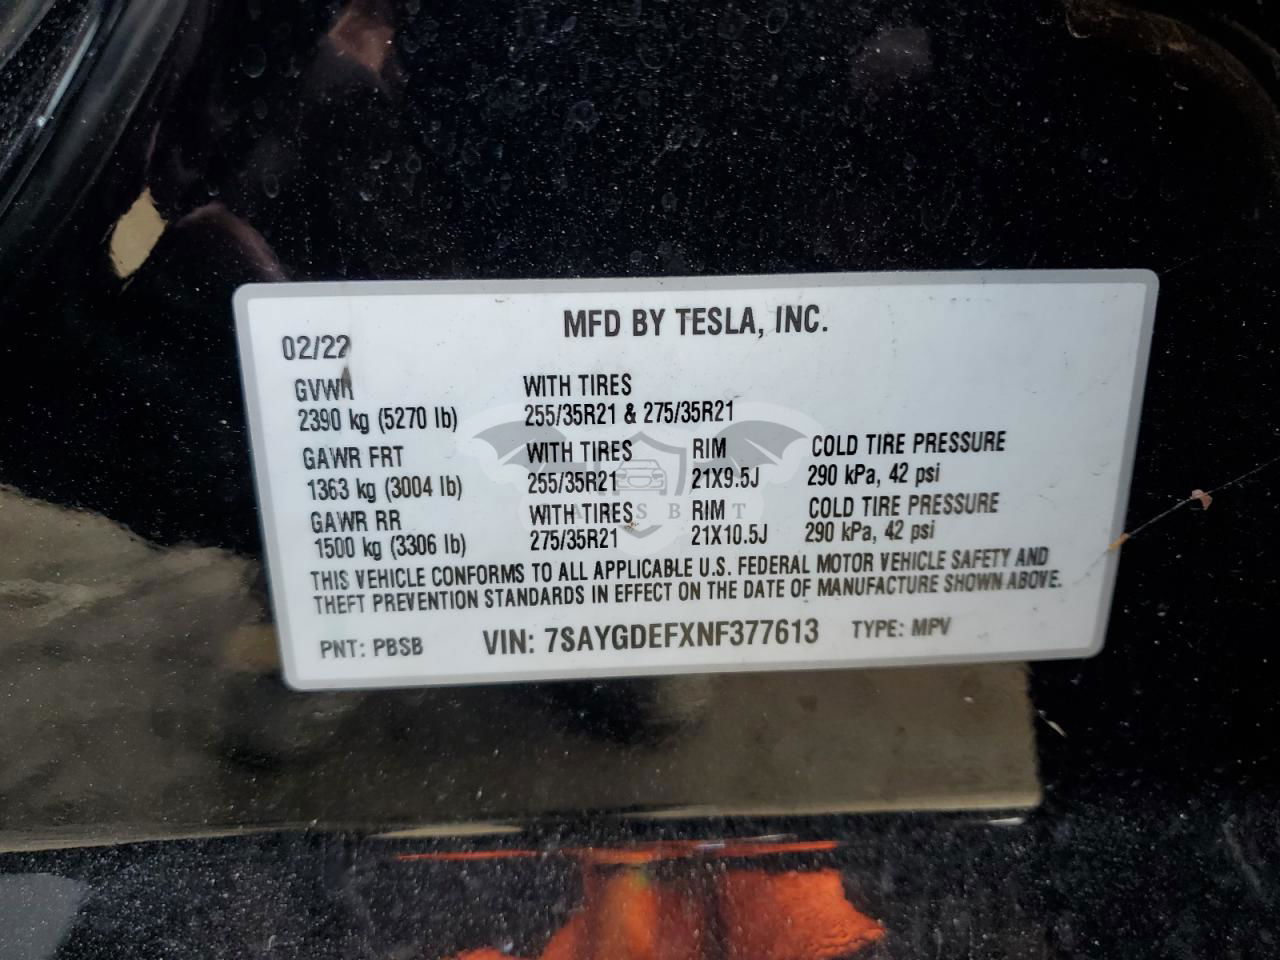 MFD BY TESLA, INC.
02/22
GVWR WITH TIRES
2390 kg (5270 lb) 255/35R21 & 275/35R21
GAWR FRT WITH TIRES RIM COLD TIRE PRESSURE
1363 kg (3004 lb) 255/35R21 21X9.5J 290 kPa, 42 psi
GAWR RR WITH TIRES RIM COLD TIRE PRESSURE
1500 kg (3306 lb) 275/35R21 21X10.5J 290 kPa, 42 psi
THIS VEHICLE CONFORMS TO ALL APPLICABLE U.S. FEDERAL MOTOR VEHICLE SAFETY AND
THEFT PREVENTION STANDARDS IN EFFECT ON THE DATE OF MANUFACTURE SHOWN ABOVE.
PNT: PBSB VIN: 7SAYGDEFXNF377613 TYPE: MPV